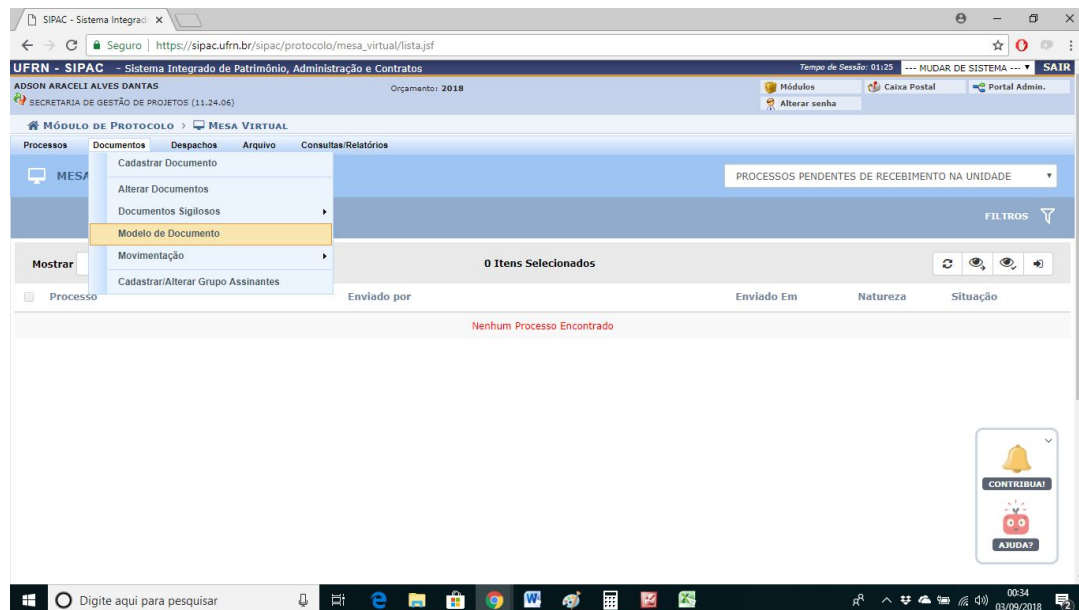 SIPAC - Sistema Integrad
Seguro | https://sipac.ufrn.br/sipac/protocolo/mesa_virtual/lista.jsf
UFRN - SIPAC - Sistema Integrado de Patrimônio, Administração e Contratos Tempo de Sessão: 01:25 --- MUDAR DE SISTEMA --- SAIR
ADSON ARACELI ALVES DANTAS Orçamento: 2018 Módulos Caixa Postal Portal Admin.
SECRETARIA DE GESTÃO DE PROJETOS (11.24.06) Alterar senha
MÓDULO DE PROTOCOLO > MESA VIRTUAL
Processos Documentos Despachos Arquivo Consultas/Relatórios
Cadastrar Documento
MESA PROCESSOS PENDENTES DE RECEBIMENTO NA UNIDADE
Alterar Documentos
Documentos Sigilosos FILTROS
Modelo de Documento
Movimentação
Mostrar 0 Itens Selecionados
Cadastrar/Alterar Grupo Assinantes
Processo Enviado por Enviado Em Natureza Situação
Nenhum Processo Encontrado
CONTRIBUA!
AJUDA?
Digite aqui para pesquisar 00:34
03/09/2018